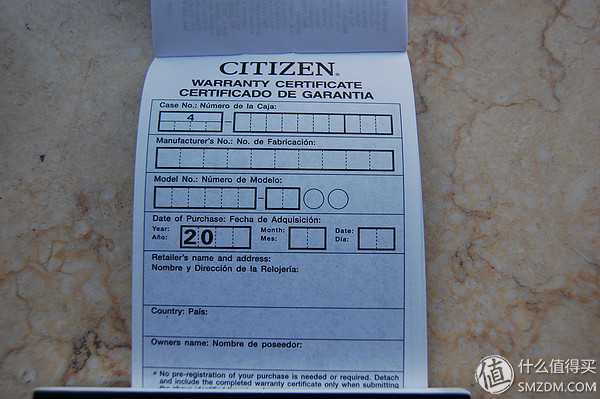 CITIZEN®
WARRANTY CERTIFICATE
CERTIFICADO DE GARANTIA
Case No.: Número de la Caja:
4 -
Manufacturer's No.: No. de Fabricación:
Model No.: Número de Modelo:
-
Date of Purchase: Fecha de Adquisición:
Year: Month: Date:
Año: 20 Mes: Día:
Retailer's name and address:
Nombre y Dirección de la Relojería:
Country: País:
Owners name: Nombre de poseedor:
* No pre-registration of your purchase is needed or required. Detach
and include the completed warranty certificate only when submitting
值 什么值得买
SMZDM.COM